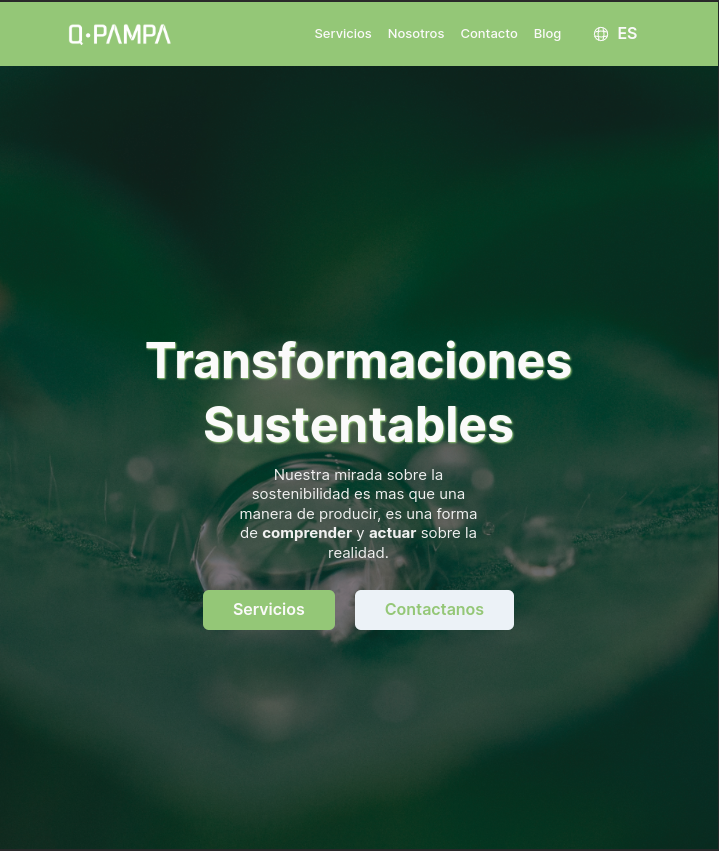 Q·PAMPA
Servicios Nosotros Contacto Blog ES
Transformaciones
Sustentables
Nuestra mirada sobre la
sostenibilidad es mas que una
manera de producir, es una forma
de comprender y actuar sobre la
realidad.
Servicios Contactanos